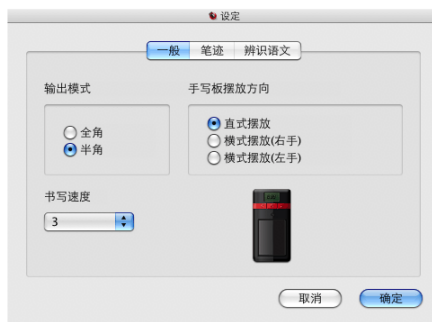 设定
一般 笔迹 辨识语文
输出模式
全角
半角
手写板摆放方向
直式摆放
横式摆放(右手)
横式摆放(左手)
书写速度
3
取消 确定